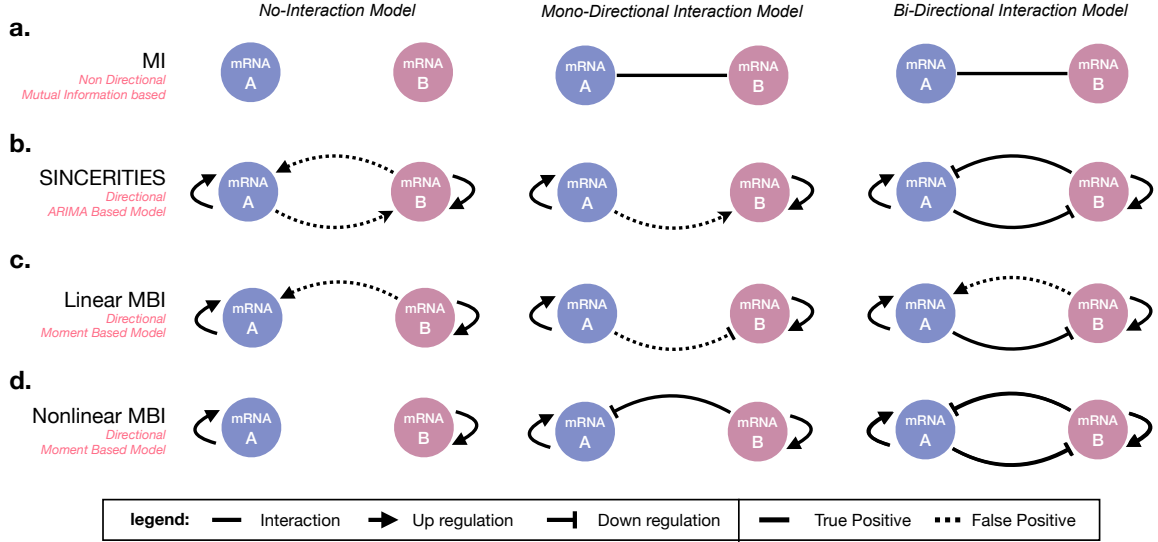 No-Interaction Model
Mono-Directional Interaction Model
Bi-Directional Interaction Model
a.
MI
Non Directional
Mutual Information based
mRNA
A
mRNA
B
mRNA
A
mRNA
B
mRNA
A
mRNA
B
b.
SINCERITIES
Directional
ARIMA Based Model
mRNA
A
mRNA
B
mRNA
A
mRNA
B
mRNA
A
mRNA
B
c.
Linear MBI
Directional
Moment Based Model
mRNA
A
mRNA
B
mRNA
A
mRNA
B
mRNA
A
mRNA
B
d.
Nonlinear MBI
Directional
Moment Based Model
mRNA
A
mRNA
B
mRNA
A
mRNA
B
mRNA
A
mRNA
B
legend: Interaction Up regulation Down regulation True Positive False Positive